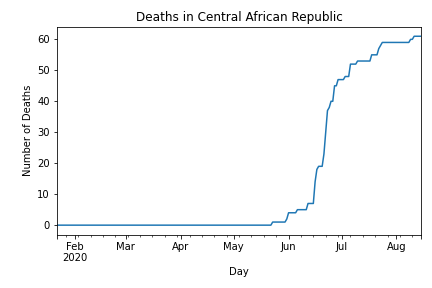 Deaths in Central African Republic
Number of Deaths
60
50
40
30
20
10
0
Feb Mar Apr May Jun Jul Aug
2020
Day